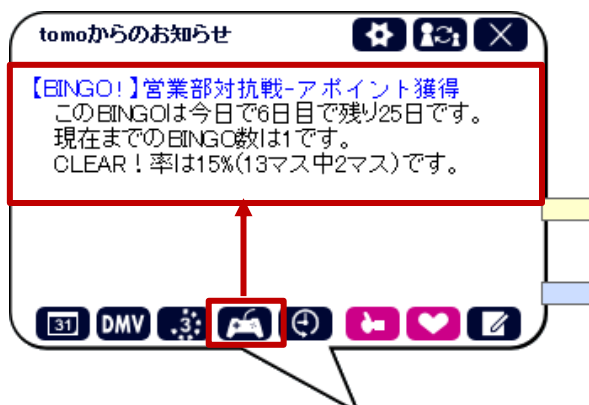 tomoからのお知らせ
【BINGO!】営業部対抗戦-アポイント獲得
このBINGOは今日で6日目で残り25日です。
現在までのBINGO数は1です。
CLEAR！率は15%(13マス中2マス)です。
31 DMV 3